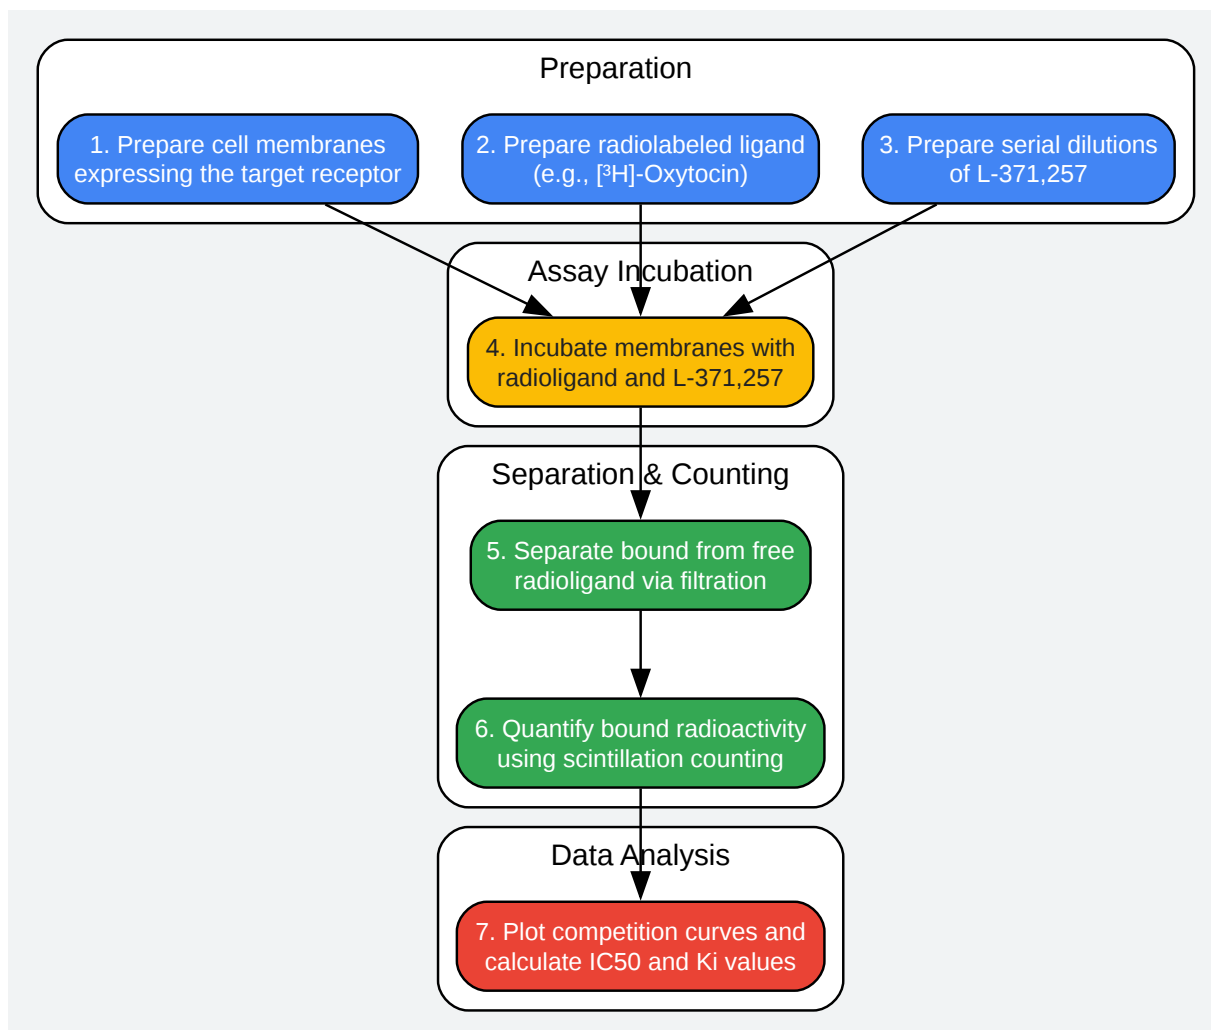 Preparation
1. Prepare cell membranes
expressing the target receptor
2. Prepare radiolabeled ligand
(e.g., [³H]-Oxytocin)
3. Prepare serial dilutions
of L-371,257
Assay Incubation
4. Incubate membranes with
radioligand and L-371,257
Separation & Counting
5. Separate bound from free
radioligand via filtration
6. Quantify bound radioactivity
using scintillation counting
Data Analysis
7. Plot competition curves and
calculate IC50 and Ki values